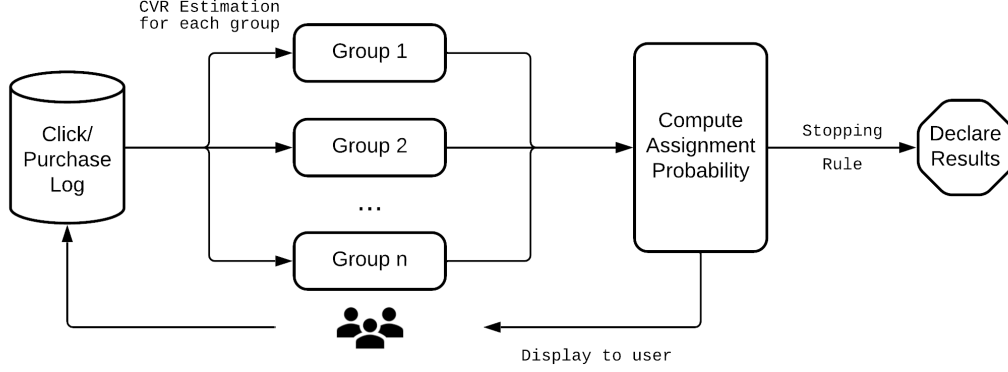 CVR Estimation
for each group
Group 1
Click/
Purchase
Log
Group 2
...
Group n
Compute
Assignment
Probability
Stopping
Rule
Declare
Results
Display to user